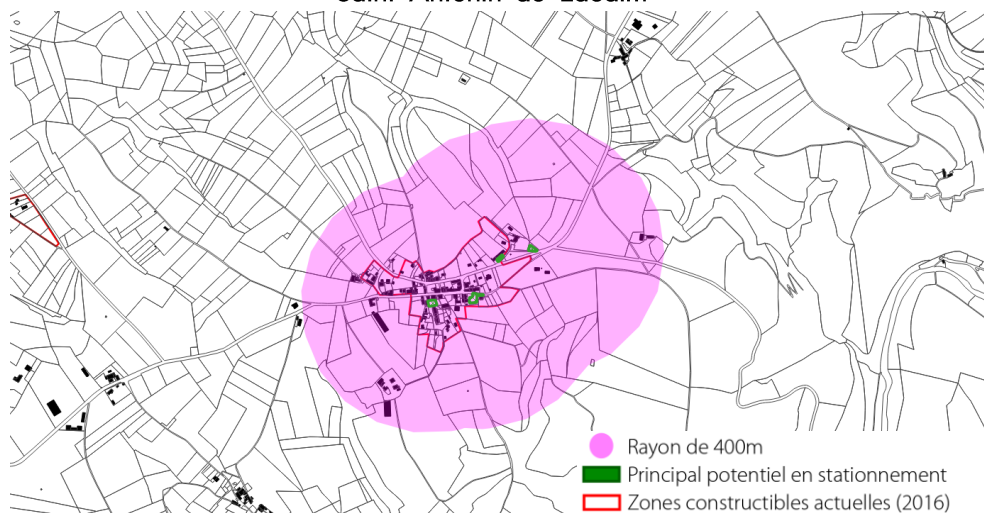 Rayon de 400m
Principal potentiel en stationnement
Zones constructibles actuelles (2016)